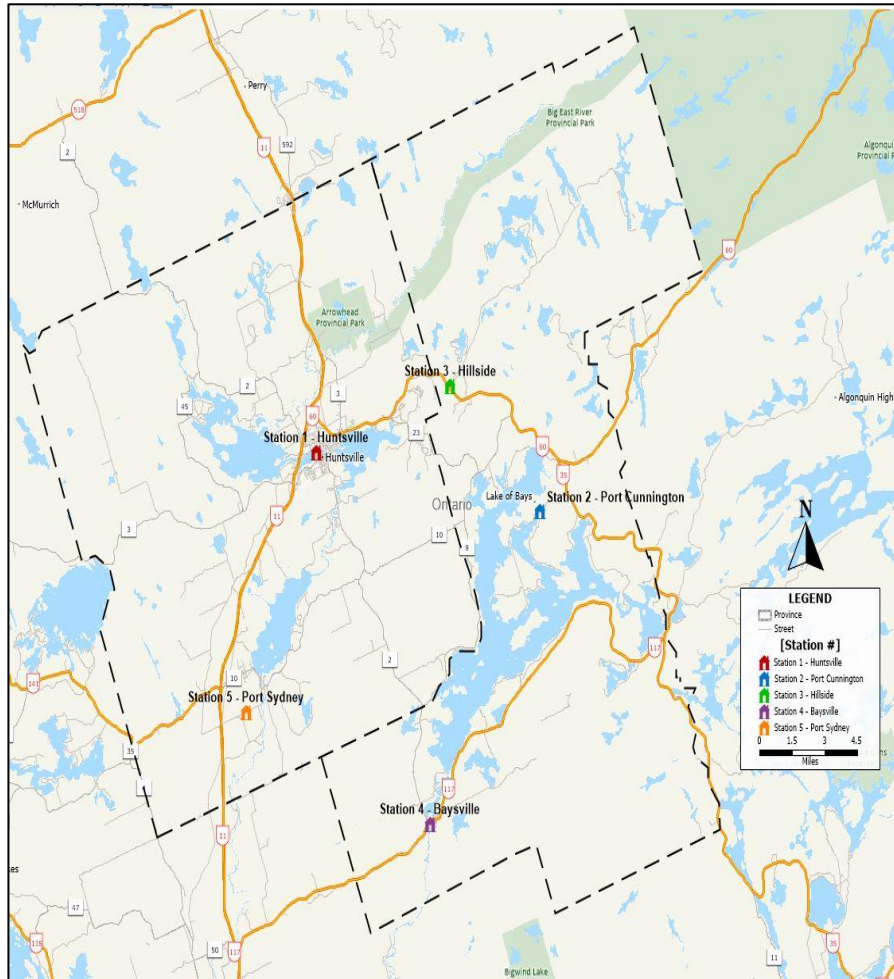 Perry
518
592
2
11
McMurrich
Big East River
Provincial Park
Algonquin
60
Arrowhead
Provincial Park
Station 3 - Hillside
2
3
45
60
23
Algonquin High
Station 1 - Huntsville
Huntsville
60
35
Ontario
Lake of Bays
Station 2 - Port Cunnington
11
3
10
9
N
LEGEND
Province
Street
[Station #]
Station 1 - Huntsville
Station 2 - Port Cunnington
Station 3 - Hillside
Station 4 - Baysville
Station 5 - Port Sydney
0 1.5 3 4.5
Miles
117
2
10
141
Station 5 - Port Sydney
35
117
Station 4 - Baysville
11
47
50
117
Bigwind Lake
11
35